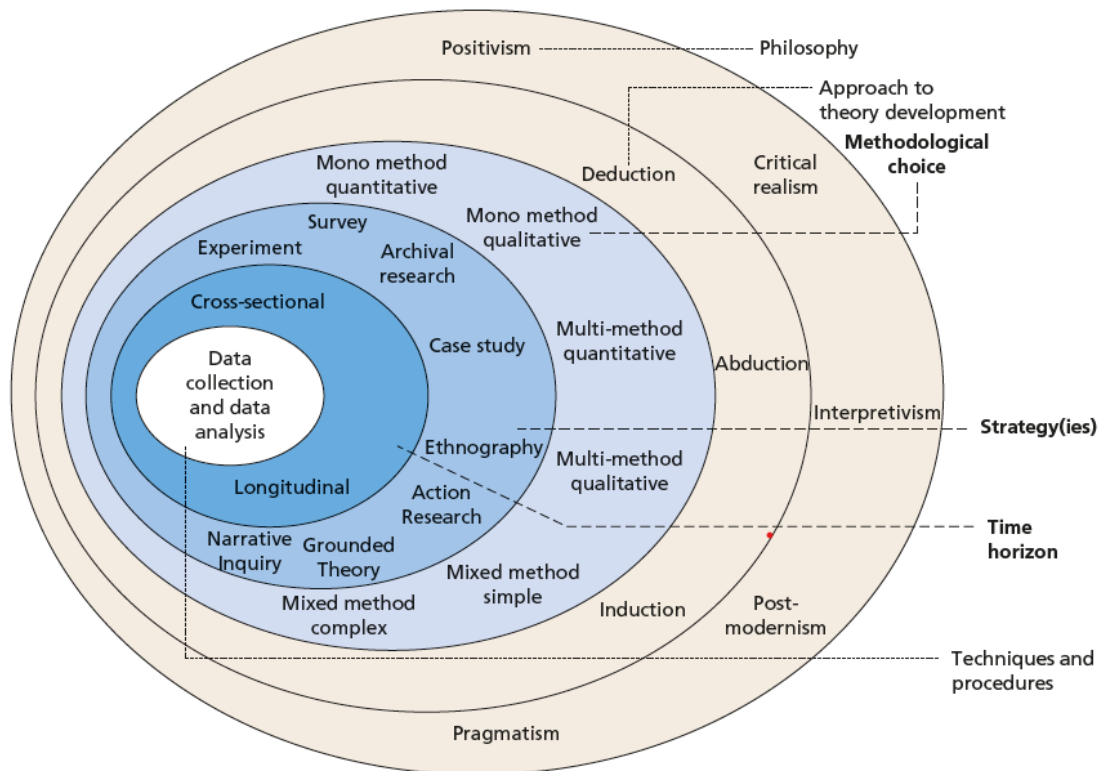 Positivism
Philosophy
Approach to
theory development
Methodological
choice
Mono method
quantitative
Deduction
Critical
realism
Survey
Mono method
qualitative
Experiment
Archival
research
Cross-sectional
Multi-method
quantitative
Case study
Data
collection
and data
analysis
Abduction
Interpretivism
Strategy(ies)
Ethnography
Multi-method
qualitative
Longitudinal
Action
Research
Time
horizon
Narrative
Inquiry
Grounded
Theory
Mixed method
simple
Mixed method
complex
Induction
Post-
modernism
Techniques and
procedures
Pragmatism